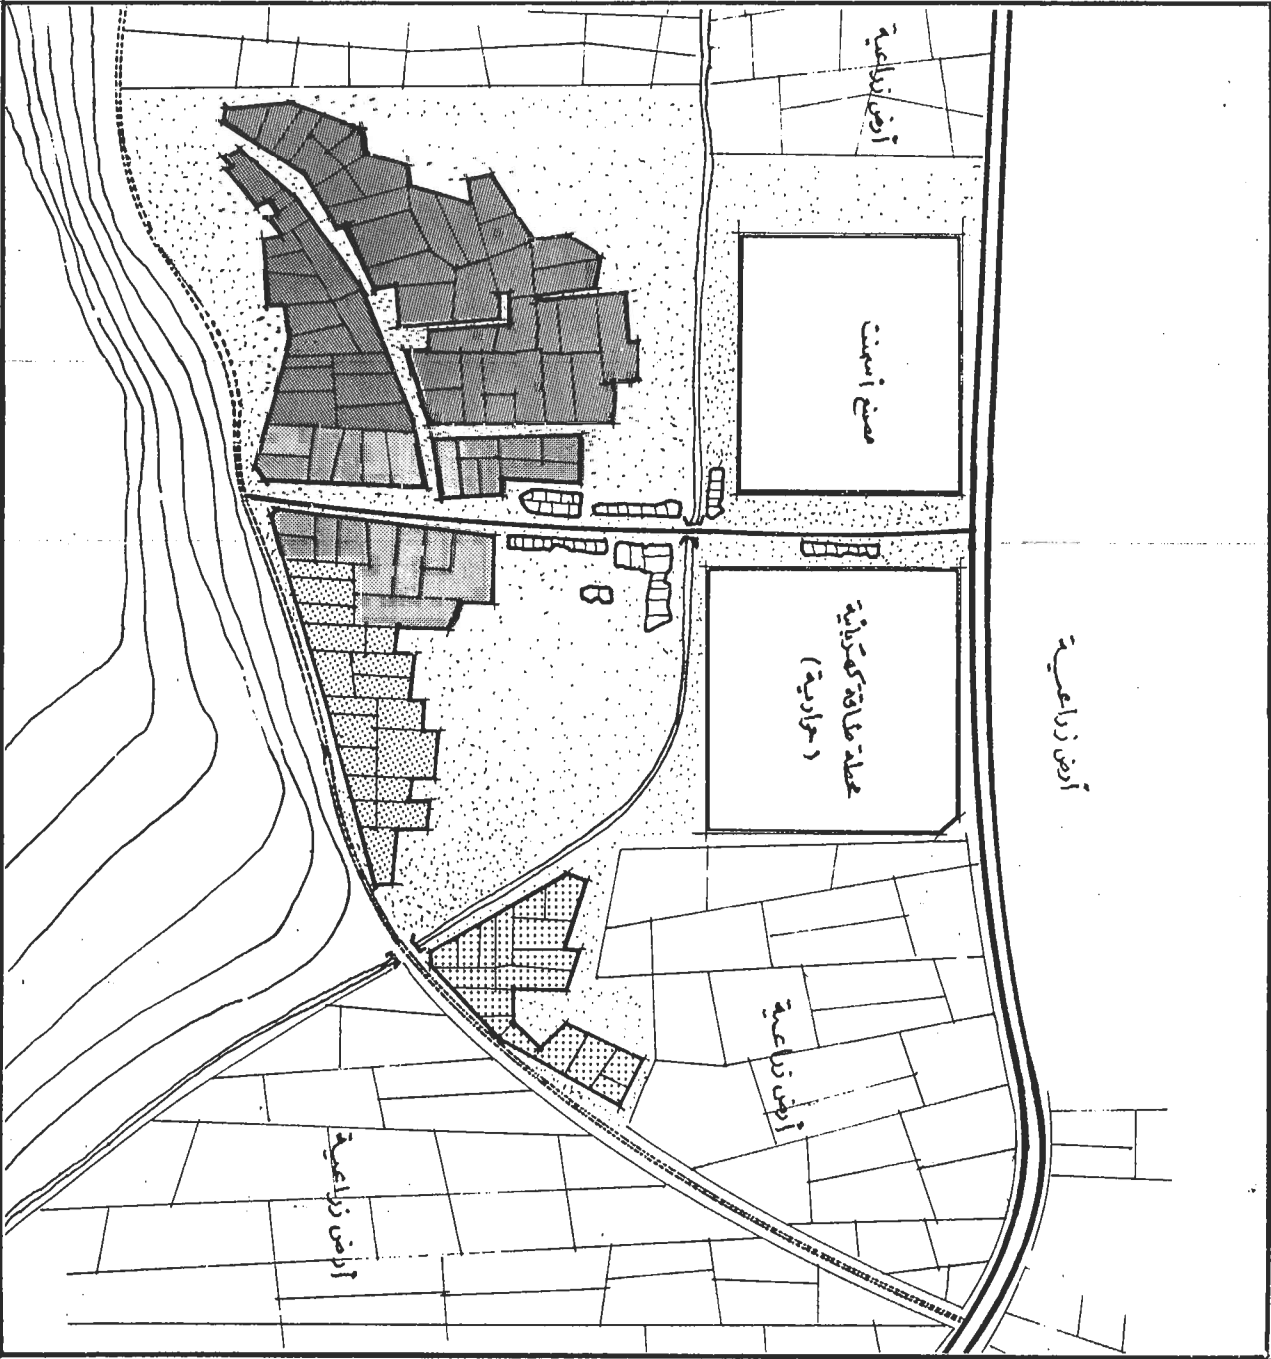 أرض زراعية
مصنع أسمنت
محطة طاقة كهربائية
(حرارية)
أرض زراعية
أرض زراعية
أرض زراعية